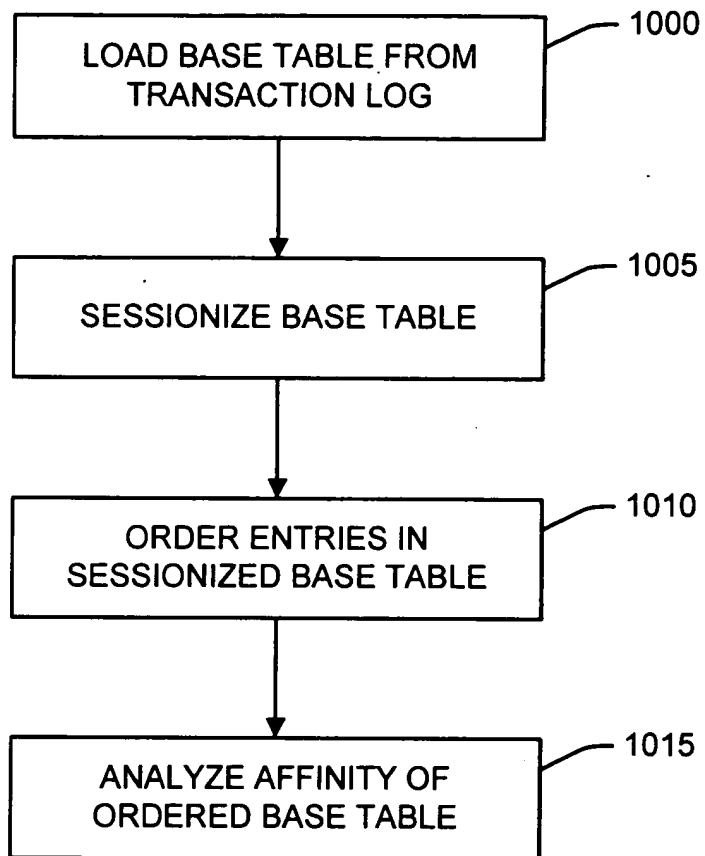 1000
LOAD BASE TABLE FROM
TRANSACTION LOG
1005
SESSIONIZE BASE TABLE
1010
ORDER ENTRIES IN
SESSIONIZED BASE TABLE
1015
ANALYZE AFFINITY OF
ORDERED BASE TABLE